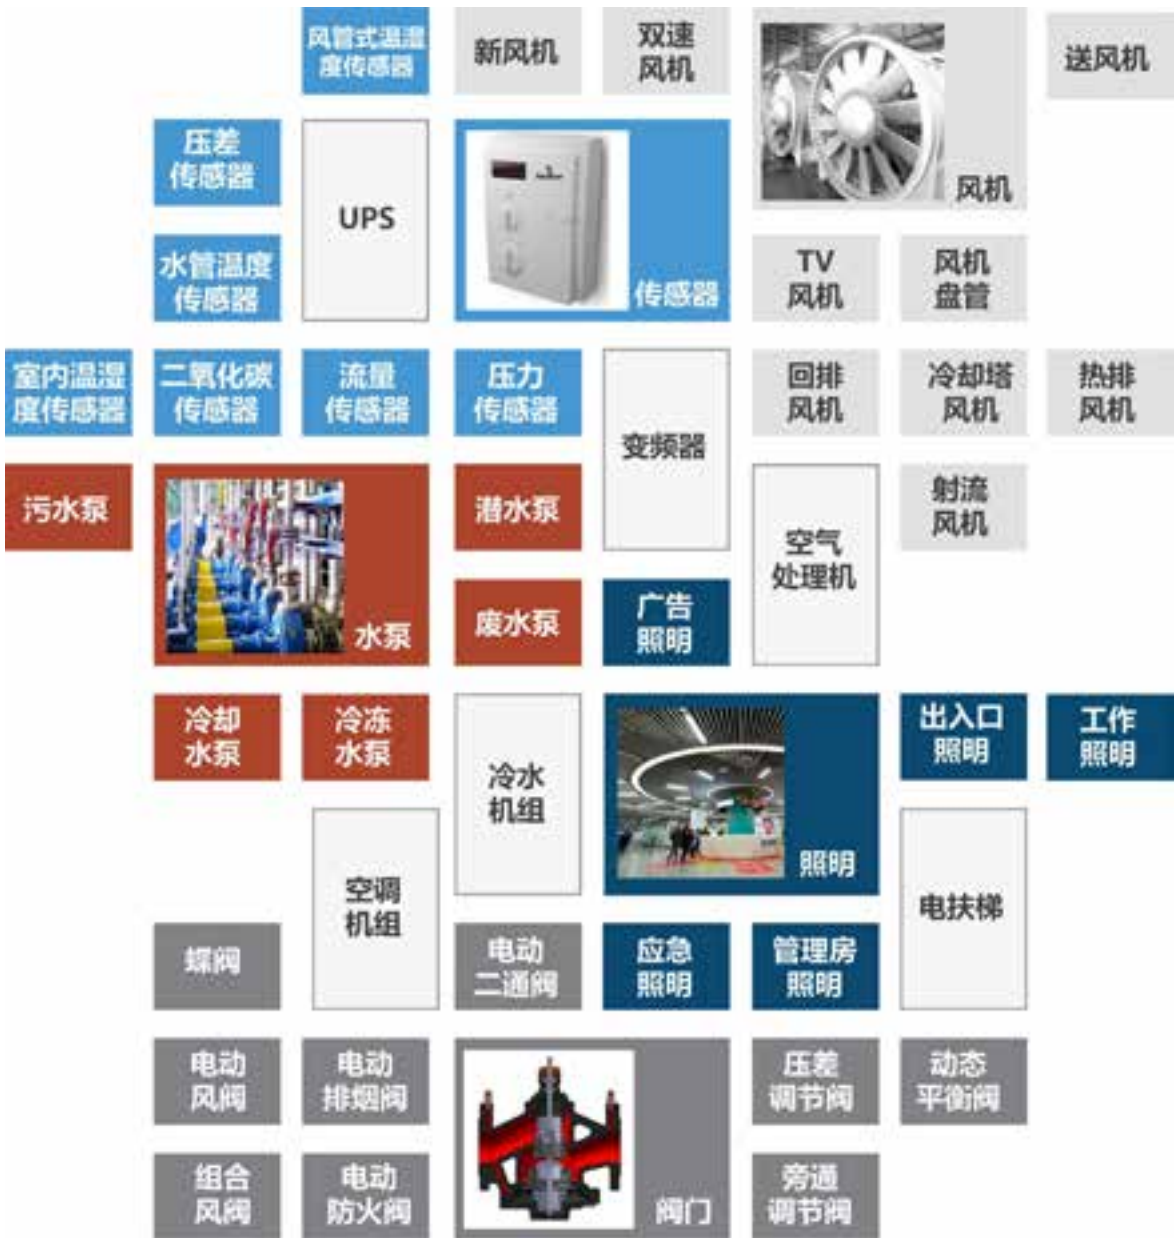 风管式温湿
度传感器
新风机
双速
风机
送风机
风机
压差
传感器
UPS
传感器
水管温度
传感器
TV
风机
风机
盘管
室内温湿
度传感器
二氧化碳
传感器
流量
传感器
压力
传感器
变频器
回排
风机
冷却塔
风机
热排
风机
污水泵
水泵
潜水泵
空气
处理机
射流
风机
废水泵
广告
照明
冷却
水泵
冷冻
水泵
冷水
机组
照明
出入口
照明
工作
照明
空调
机组
电扶梯
蝶阀
电动
二通阀
应急
照明
管理房
照明
电动
风阀
电动
排烟阀
阀门
压差
调节阀
动态
平衡阀
组合
风阀
电动
防火阀
旁通
调节阀